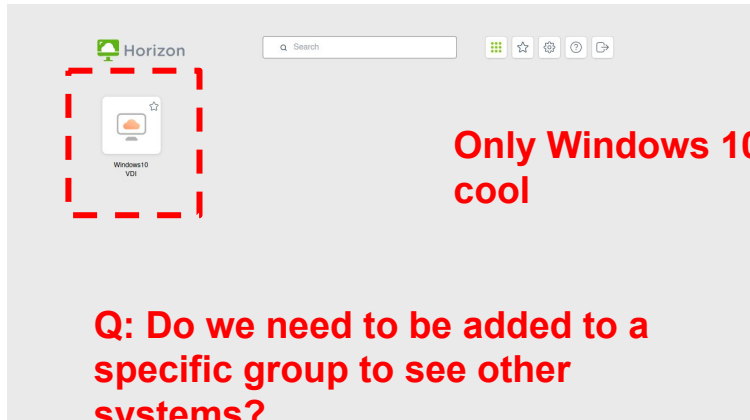 Horizon
Search
Windows10
VDI
Only Windows 10
cool
Q: Do we need to be added to a
specific group to see other
systems?